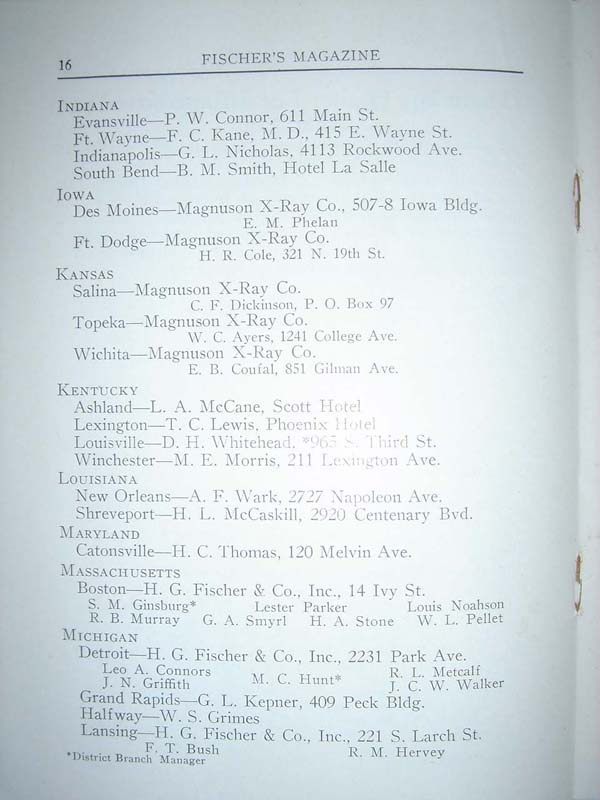 16 FISCHER'S MAGAZINE
INDIANA
Evansville—P. W. Connor, 611 Main St.
Ft. Wayne—F. C. Kane, M. D., 415 E. Wayne St.
Indianapolis—G. L. Nicholas, 4113 Rockwood Ave.
South Bend—B. M. Smith, Hotel La Salle
IOWA
Des Moines—Magnuson X-Ray Co., 507-8 Iowa Bldg.
E. M. Phelan
Ft. Dodge—Magnuson X-Ray Co.
H. R. Cole, 321 N. 19th St.
KANSAS
Salina—Magnuson X-Ray Co.
C. F. Dickinson, P. O. Box 97
Topeka—Magnuson X-Ray Co.
W. C. Ayers, 1241 College Ave.
Wichita—Magnuson X-Ray Co.
E. B. Coufal, 851 Gilman Ave.
KENTUCKY
Ashland—L. A. McCane, Scott Hotel
Lexington—T. C. Lewis, Phoenix Hotel
Louisville—D. H. Whitehead, *965 S. Third St.
Winchester—M. E. Morris, 211 Lexington Ave.
LOUISIANA
New Orleans—A. F. Wark, 2727 Napoleon Ave.
Shreveport—H. L. McCaskill, 2920 Centenary Bvd.
MARYLAND
Catonsville—H. C. Thomas, 120 Melvin Ave.
MASSACHUSETTS
Boston—H. G. Fischer & Co., Inc., 14 Ivy St.
S. M. Ginsburg* Lester Parker Louis Noahson
R. B. Murray G. A. Smyrl H. A. Stone W. L. Pellet
MICHIGAN
Detroit—H. G. Fischer & Co., Inc., 2231 Park Ave.
Leo A. Connors M. C. Hunt* R. L. Metcalf
J. N. Griffith J. C. W. Walker
Grand Rapids—G. L. Kepner, 409 Peck Bldg.
Halfway—W. S. Grimes
Lansing—H. G. Fischer & Co., Inc., 221 S. Larch St.
F. T. Bush R. M. Hervey
*District Branch Manager